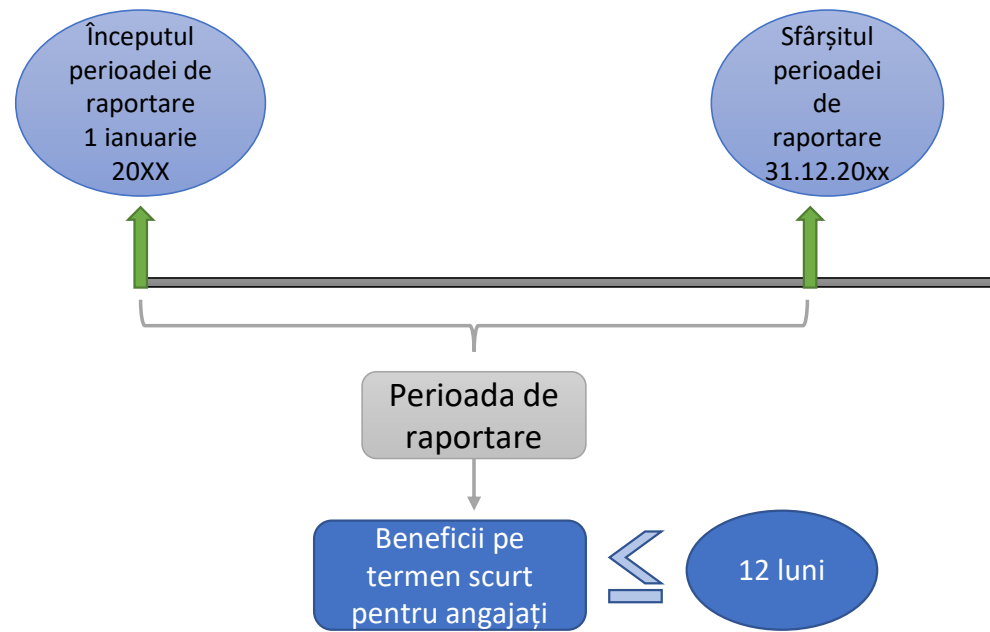 Începutul
perioadei de
raportare
1 ianuarie
20XX
Sfârșitul
perioadei
de
raportare
31.12.20xx
Perioada de
raportare
Beneficii pe
termen scurt
pentru angajați
≤
12 luni